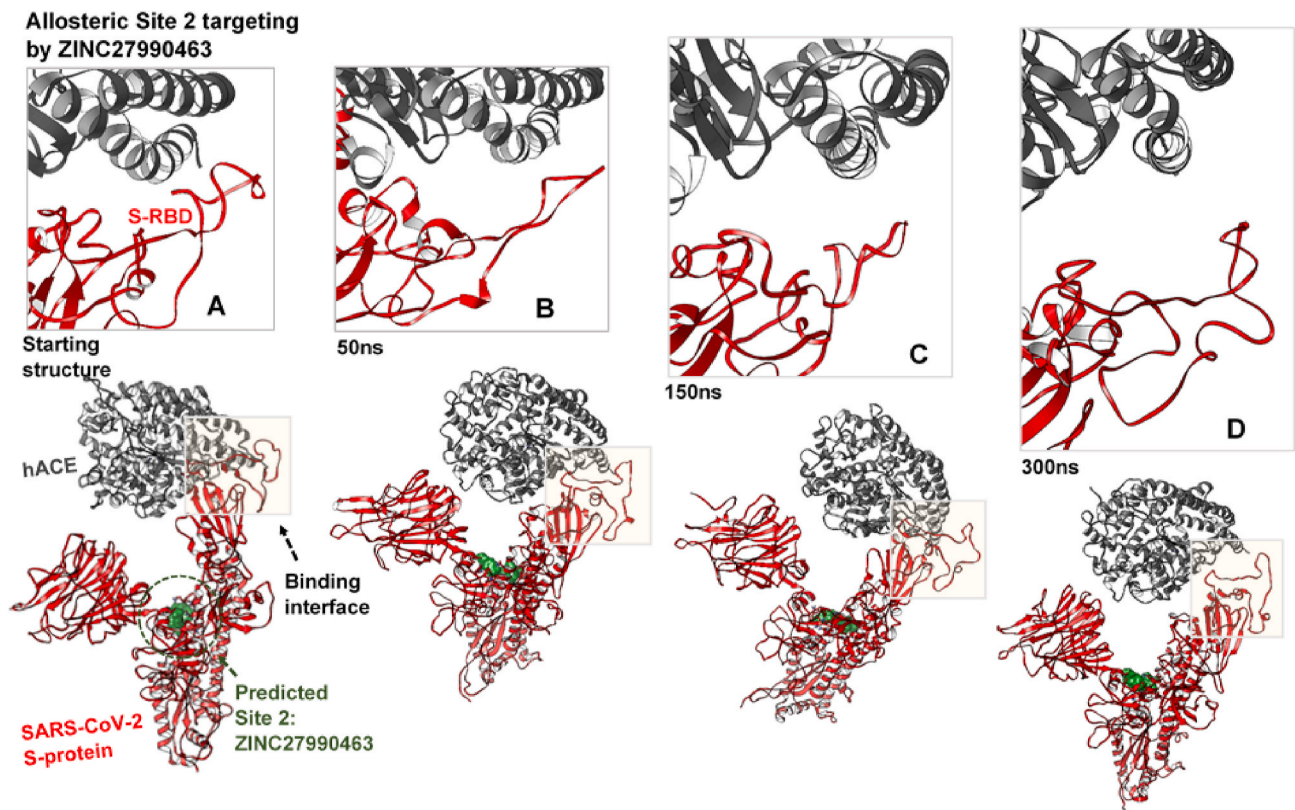 Allosteric Site 2 targeting
by ZINC27990463
S-RBD
A
B
C
D
Starting
structure
50ns
150ns
300ns
hACE
Binding
interface
Predicted
Site 2:
ZINC27990463
SARS-CoV-2
S-protein